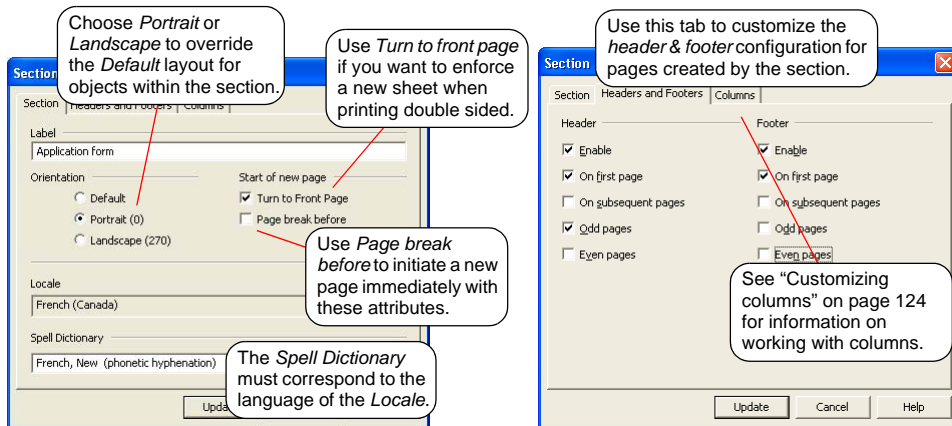 Choose Portrait or
Landscape to override
the Default layout for
objects within the section.
Use Turn to front page
if you want to enforce
a new sheet when
printing double sided.
Section
Section Headers and Footers Columns
Label
Application form
Orientation
Default
Portrait (0)
Landscape (270)
Start of new page
Turn to Front Page
Page break before
Use Page break
before to initiate a new
page immediately with
these attributes.
Locale
French (Canada)
Spell Dictionary
French, New (phonetic hyphenation)
The Spell Dictionary
must correspond to the
language of the Locale.
Use this tab to customize the
header & footer configuration for
pages created by the section.
Section
Section Headers and Footers Columns
Header
Enable
On first page
On subsequent pages
Odd pages
Even pages
Footer
Enable
On first page
On subsequent pages
Odd pages
Even pages
See “Customizing
columns” on page 124
for information on
working with columns.
Update Cancel Help